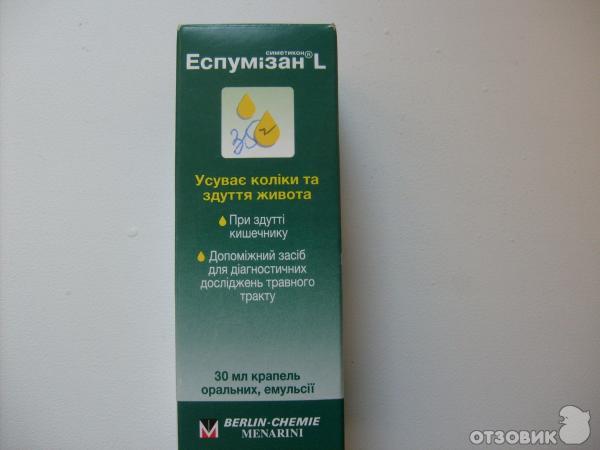 симетикон®
Еспумізан L
Усуває коліки та
здуття живота
При здутті
кишечнику
Допоміжний засіб
для діагностичних
досліджень травного
тракту
30 мл крапель
оральних, емульсії
BERLIN-CHEMIE
MENARINI
ОТЗОВИК